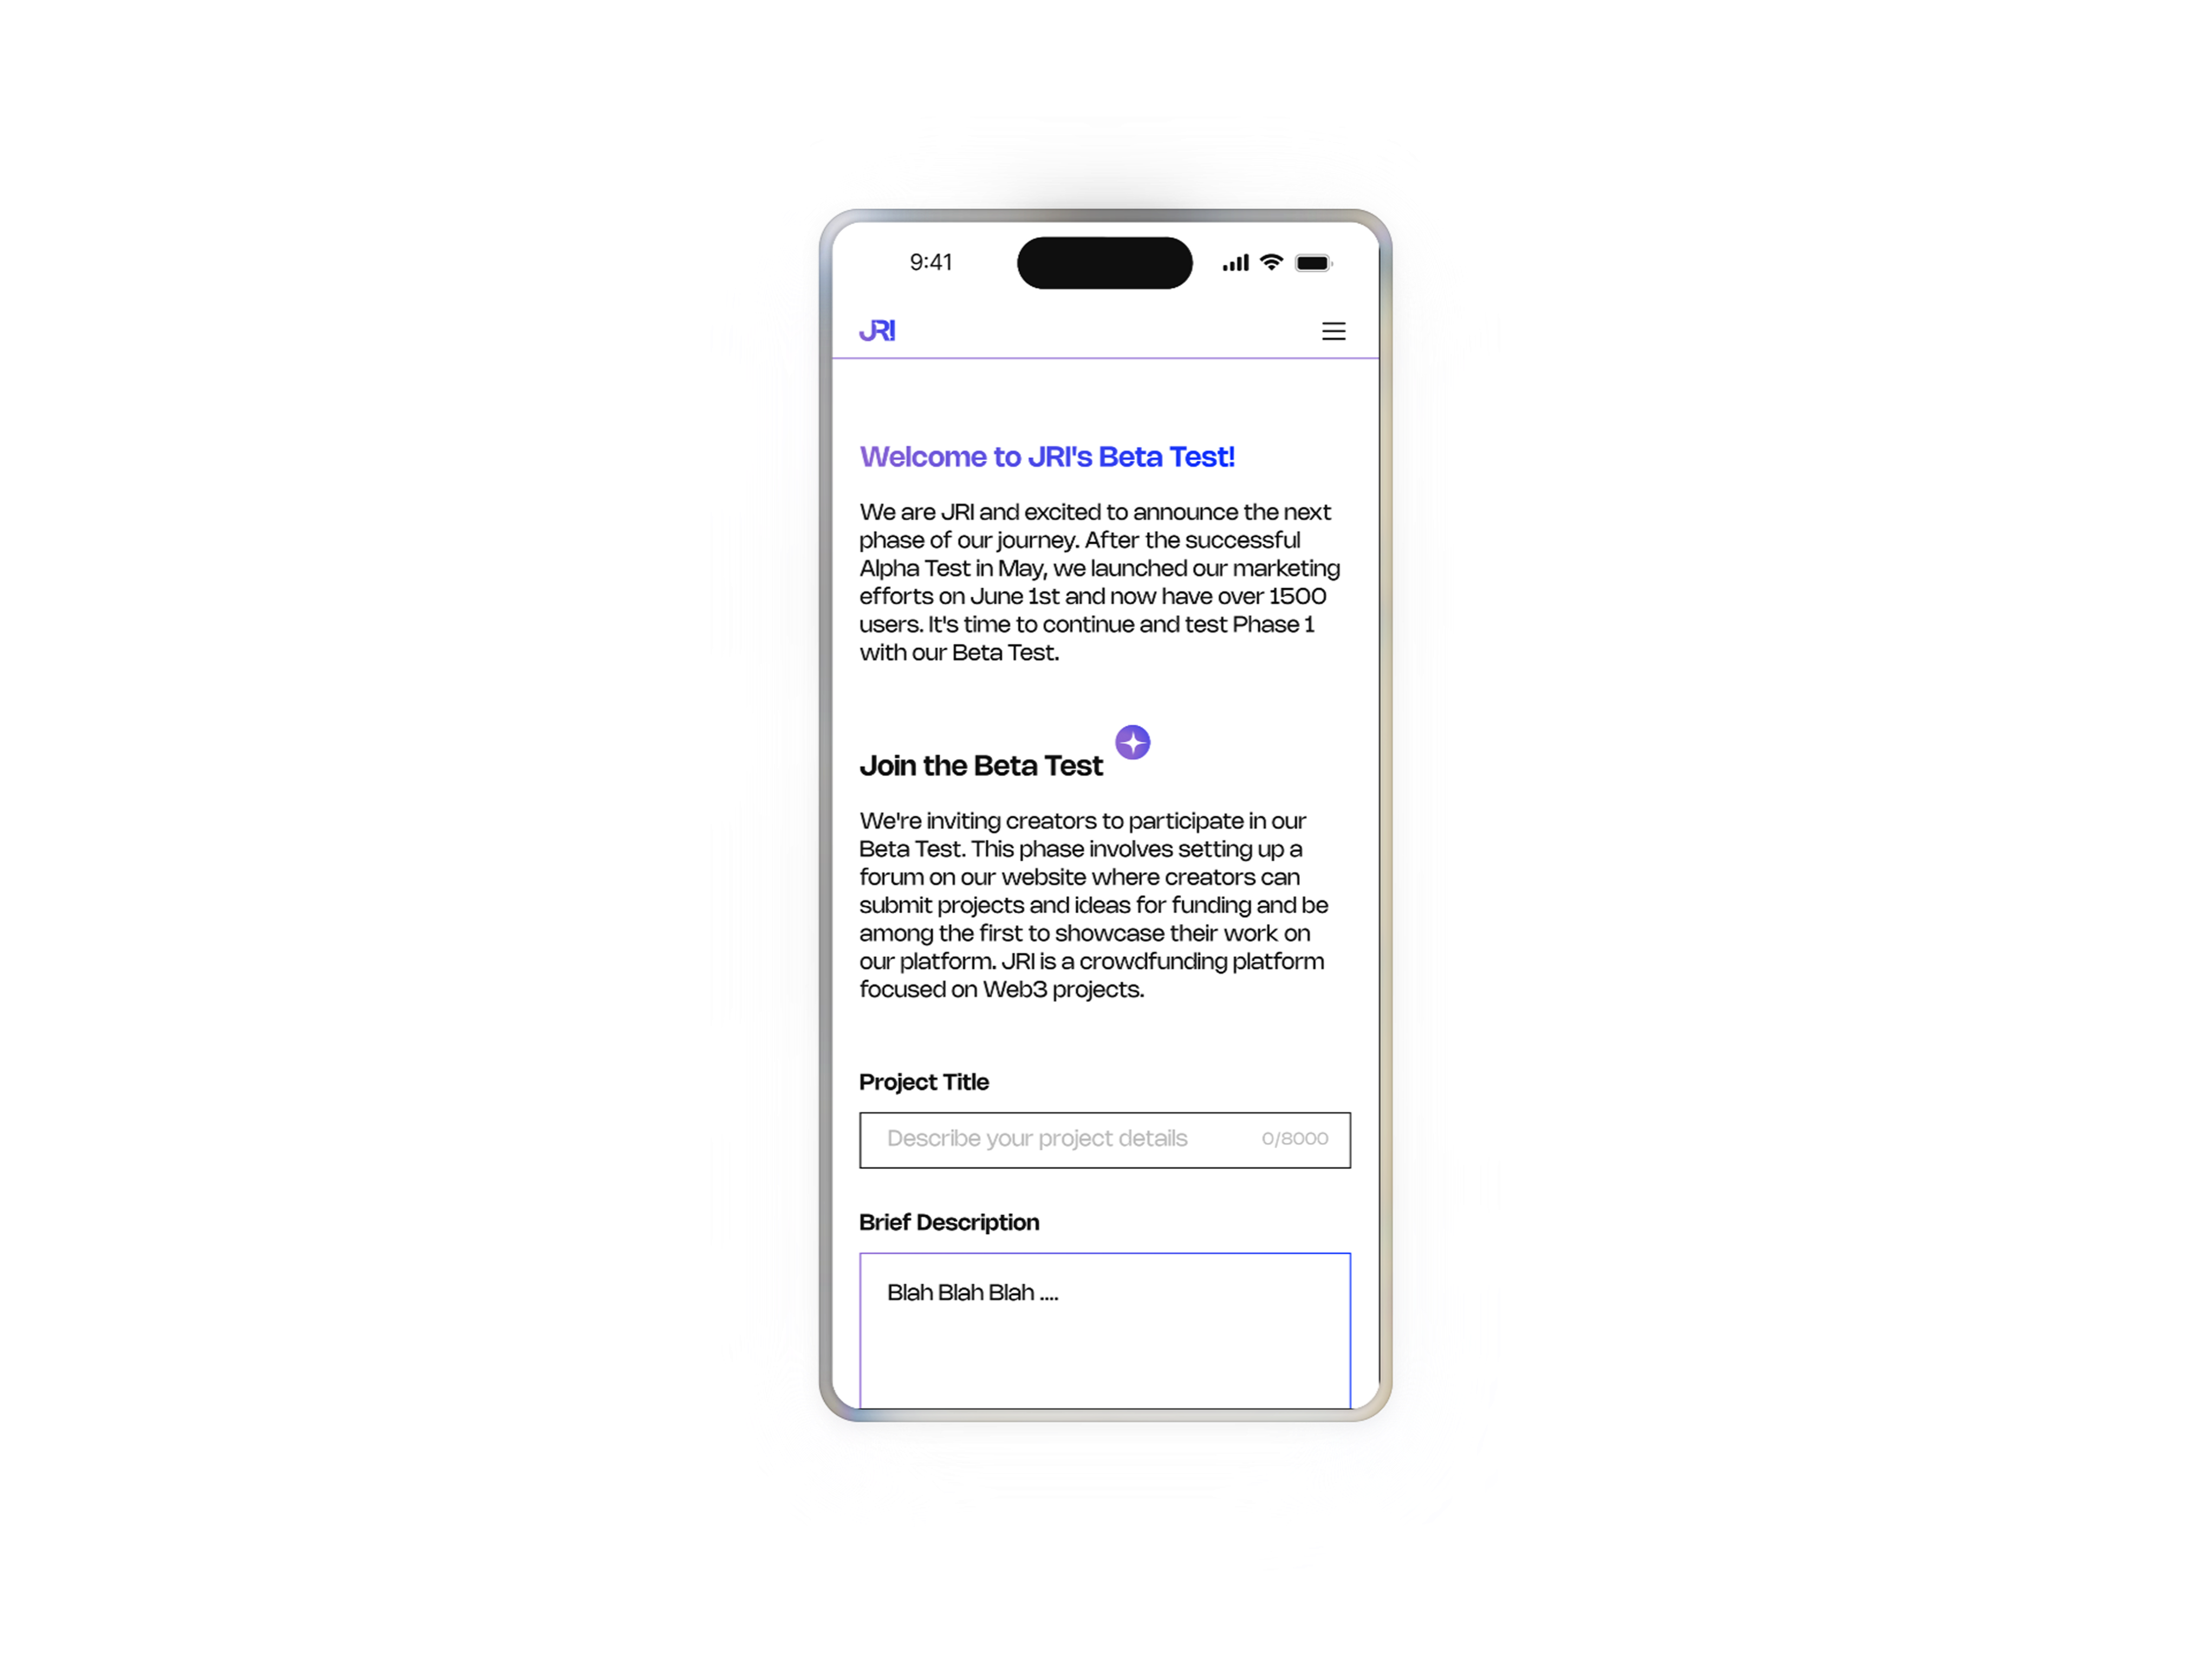 9:41
JRI
Welcome to JRI's Beta Test!
We are JRI and excited to announce the next
phase of our journey. After the successful
Alpha Test in May, we launched our marketing
efforts on June 1st and now have over 1500
users. It's time to continue and test Phase 1
with our Beta Test.
Join the Beta Test
We're inviting creators to participate in our
Beta Test. This phase involves setting up a
forum on our website where creators can
submit projects and ideas for funding and be
among the first to showcase their work on
our platform. JRI is a crowdfunding platform
focused on Web3 projects.
Project Title
Describe your project details 0/8000
Brief Description
Blah Blah Blah ....